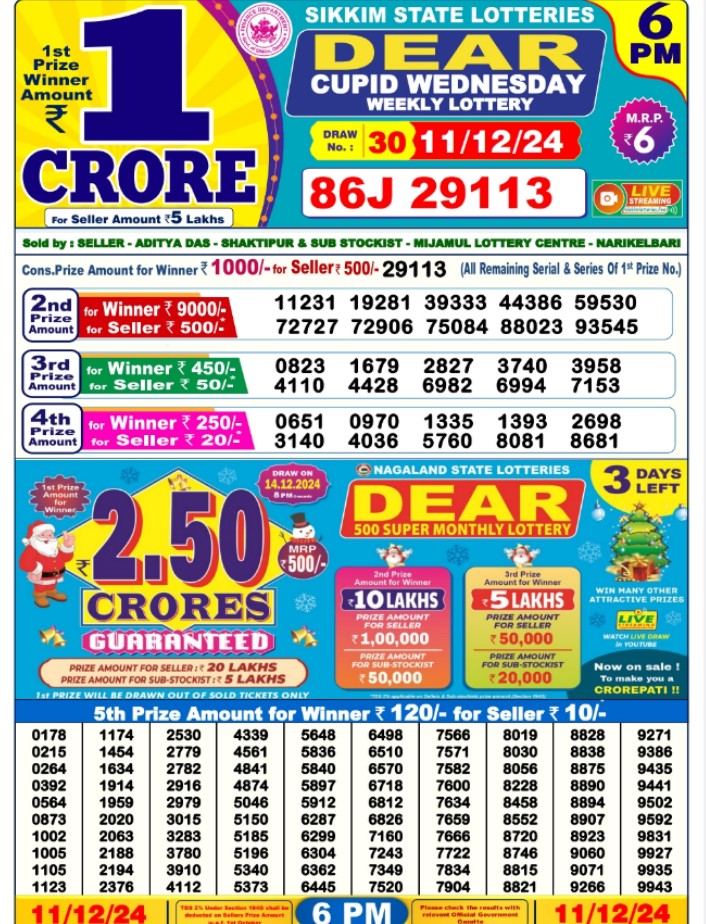 1st
Prize
Winner
Amount
₹
1
CRORE
For Seller Amount ₹5 Lakhs
SIKKIM STATE LOTTERIES
DEAR
CUPID WEDNESDAY
WEEKLY LOTTERY
6
PM
M.R.P.
₹6
DRAW No.: 30 11/12/24
86J 29113
LIVE
STREAMING
Sold by : SELLER - ADITYA DAS - SHAKTIPUR & SUB STOCKIST - MIJAMUL LOTTERY CENTRE - NARIKELBARI
Cons.Prize Amount for Winner ₹ 1000/- for Seller ₹ 500/- 29113 (All Remaining Serial & Series Of 1st Prize No.)
2nd
Prize
Amount
for Winner ₹ 9000/-
for Seller ₹ 500/-*
11231 19281 39333 44386 59530
72727 72906 75084 88023 93545
3rd
Prize
Amount
for Winner ₹ 450/-
for Seller ₹ 50/-*
0823 1679 2827 3740 3958
4110 4428 6982 6994 7153
4th
Prize
Amount
for Winner ₹ 250/-
for Seller ₹ 20/-*
0651 0970 1335 1393 2698
3140 4036 5760 8081 8681
1st Prize
Amount
for
Winner
₹2.50
CRORES
GUARANTEED
DRAW ON
14.12.2024
8 PM Onwards
MRP
₹500/-
PRIZE AMOUNT FOR SELLER : ₹ 20 LAKHS
PRIZE AMOUNT FOR SUB-STOCKIST : ₹ 5 LAKHS
1st PRIZE WILL BE DRAWN OUT OF SOLD TICKETS ONLY
NAGALAND STATE LOTTERIES
DEAR
500 SUPER MONTHLY LOTTERY
2nd Prize
Amount for Winner
₹10 LAKHS
PRIZE AMOUNT
FOR SELLER
₹1,00,000
PRIZE AMOUNT
FOR SUB-STOCKIST
₹50,000
3rd Prize
Amount for Winner
₹5 LAKHS
PRIZE AMOUNT
FOR SELLER
₹50,000
PRIZE AMOUNT
FOR SUB-STOCKIST
₹20,000
3 DAYS
LEFT
WIN MANY OTHER
ATTRACTIVE PRIZES
LIVE
STREAMING
WATCH LIVE DRAW
in YOUTUBE
Now on sale !
To make you a
CROREPATI !!
5th Prize Amount for Winner ₹ 120/- for Seller ₹ 10/-
0178 1174 2530 4339 5648 6498 7566 8019 8828 9271
0215 1454 2779 4561 5836 6510 7571 8030 8838 9386
0264 1634 2782 4841 5840 6570 7582 8056 8875 9435
0392 1914 2916 4874 5897 6718 7600 8228 8890 9441
0564 1959 2979 5046 5912 6812 7634 8458 8894 9502
0873 2020 3015 5150 6287 6826 7659 8552 8907 9592
1002 2063 3283 5185 6299 7160 7666 8720 8923 9831
1005 2188 3780 5196 6304 7243 7722 8746 9060 9927
1105 2194 3910 5340 6362 7349 7834 8815 9071 9935
1123 2376 4112 5373 6445 7520 7904 8821 9266 9943
11/12/24
TDS 2% Under Section 194G shall be
deducted on Sellers Prize Amount
w.e.f. 1st October
6 PM
Please check the results with
relevant Official Government
Gazette
11/12/24